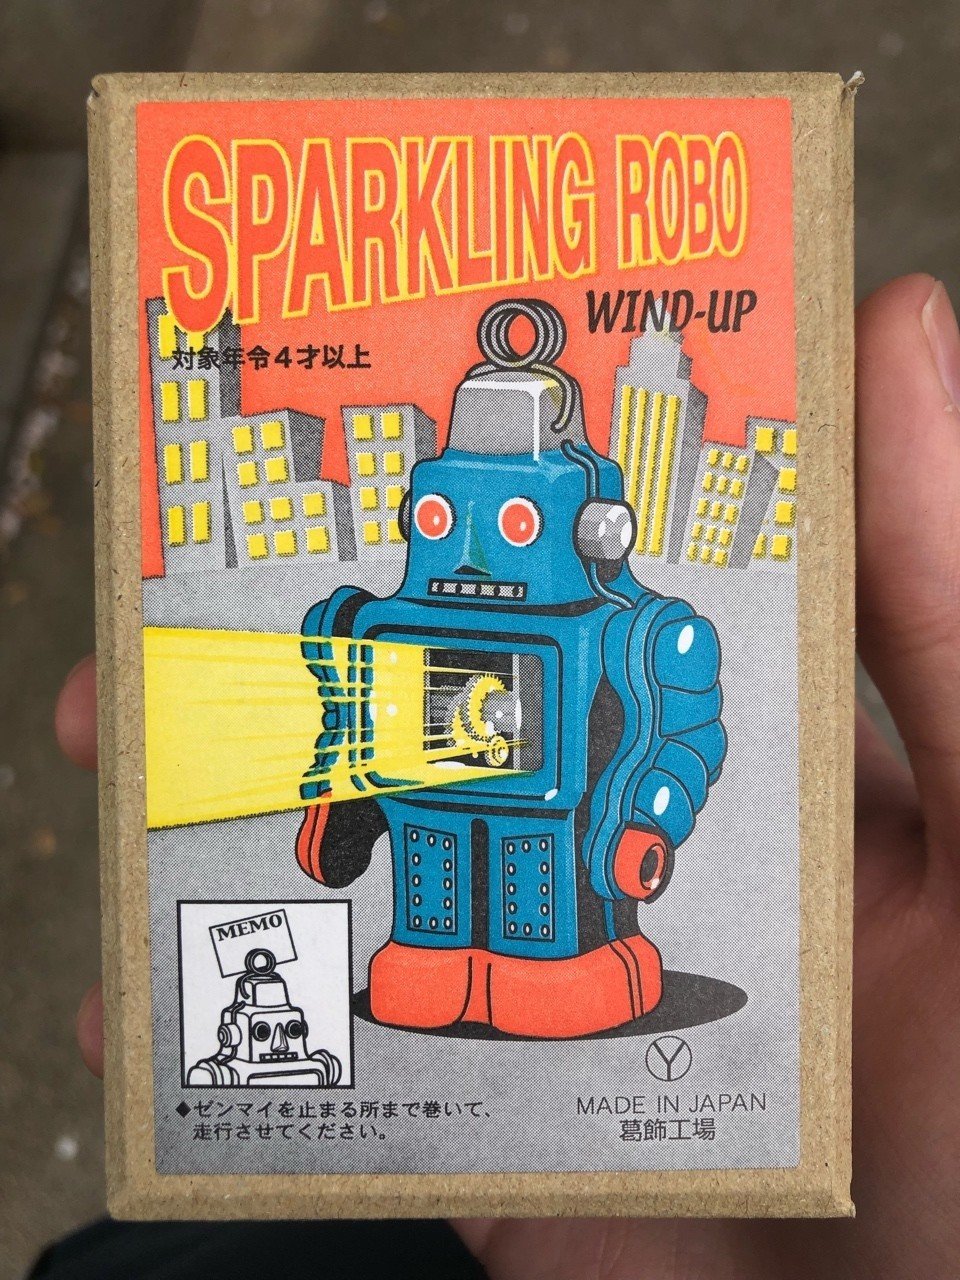 SPARKLING ROBO
WIND-UP
対象年令4才以上
MEMO
◆ゼンマイを止まる所まで巻いて、
走行させてください。
Y
MADE IN JAPAN
葛飾工場